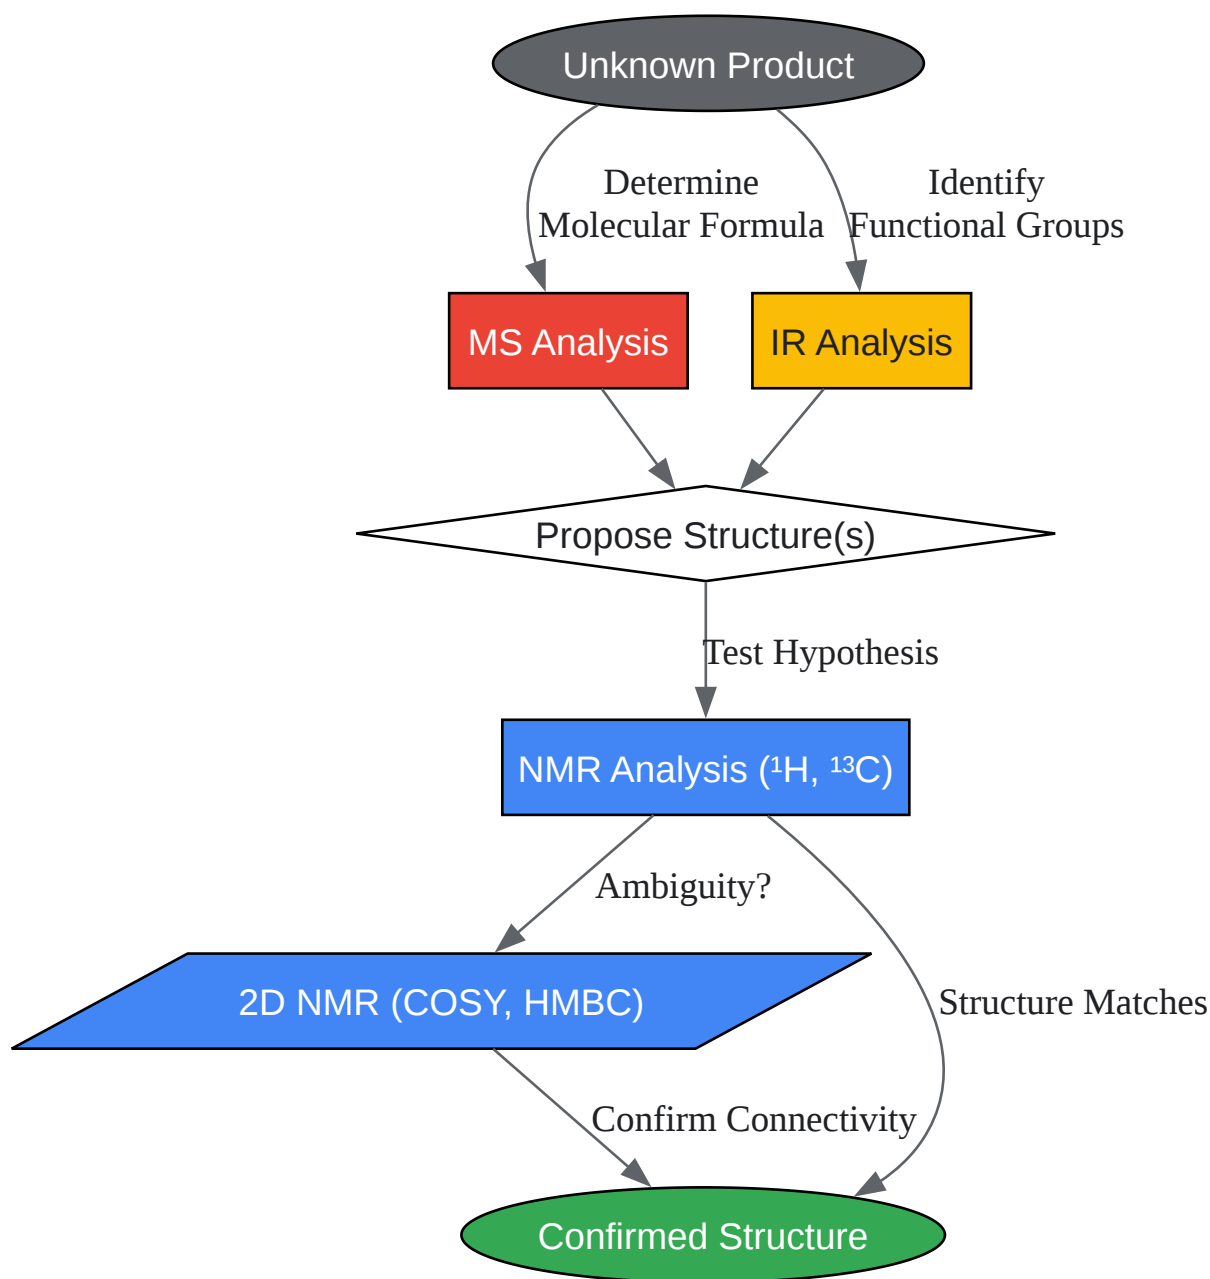 Unknown Product
Determine
Molecular Formula
Identify
Functional Groups
MS Analysis
IR Analysis
Propose Structure(s)
Test Hypothesis
NMR Analysis (¹H, ¹³C)
Ambiguity?
2D NMR (COSY, HMBC)
Structure Matches
Confirm Connectivity
Confirmed Structure